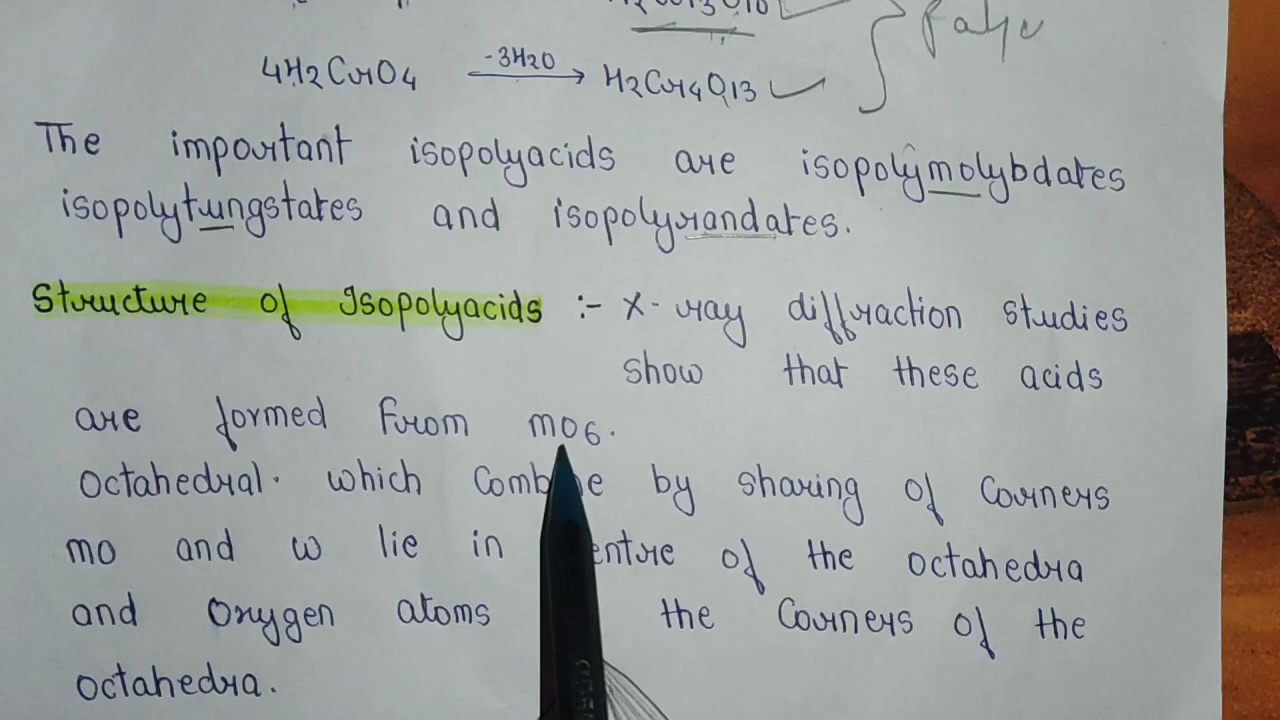 4H2CrO4 -3H2O → H2Cr4O13
The important isopolyacids are isopolymolybdates
isopolytungstates and isopolyvandates.
Structure of Isopolyacids :- X-ray diffraction studies
show that these acids
are formed From mo6.
Octahedral. which Combine by sharing of Corners
mo and w lie in centre of the octahedra
and Oxygen atoms the Corners of the
octahedra.